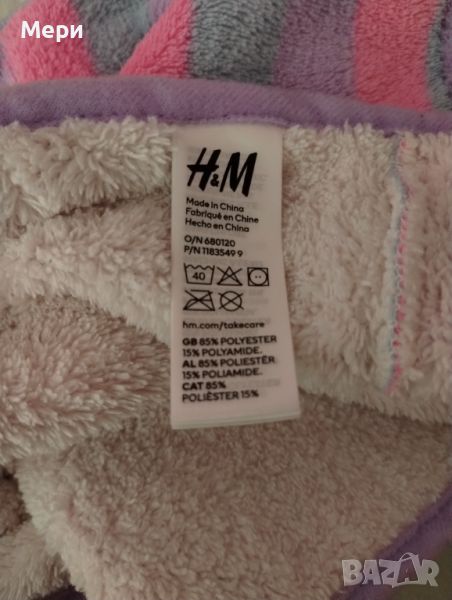 Мери
H&M
Made in China
Fabriqué en Chine
Hecho en China
O/N 680120
P/N 1183549 9
40
hm.com/takecare
GB 85% POLYESTER
15% POLYAMIDE.
AL 85% POLIESTËR
15% POLIAMIDE.
CAT 85%
POLIÈSTER 15%
BAZAR